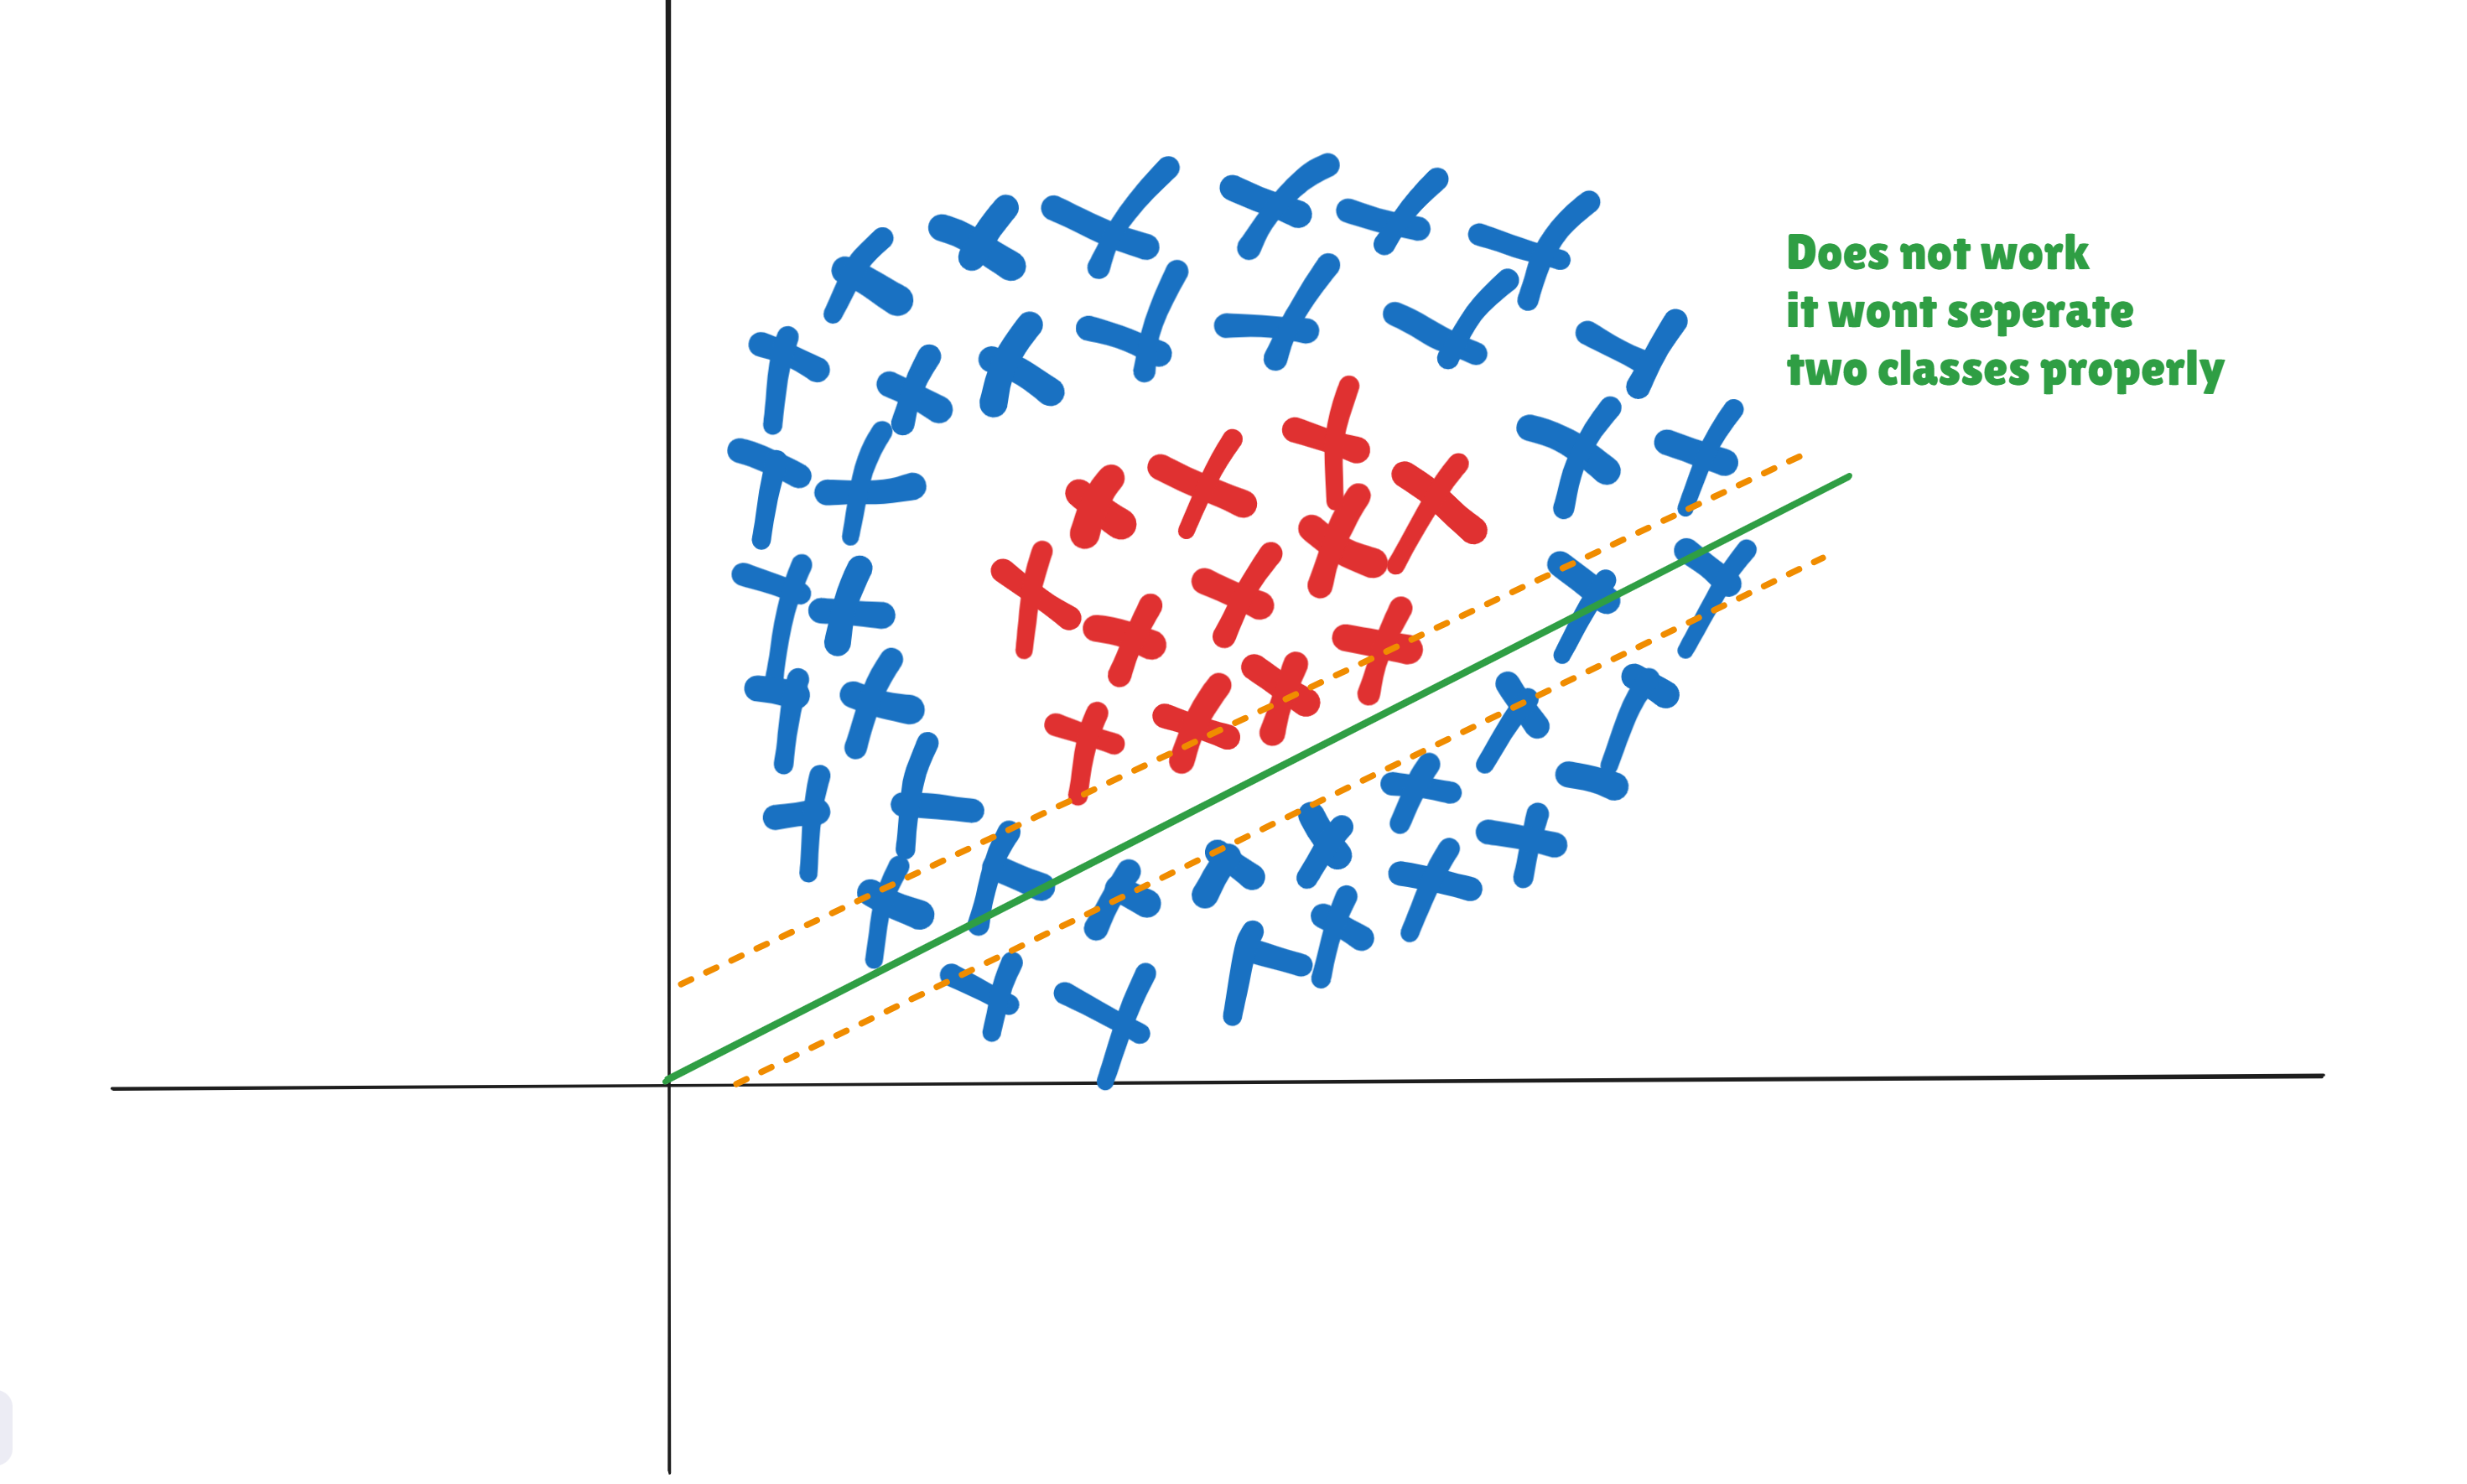 Does not work
it wont seperate
two classes properly